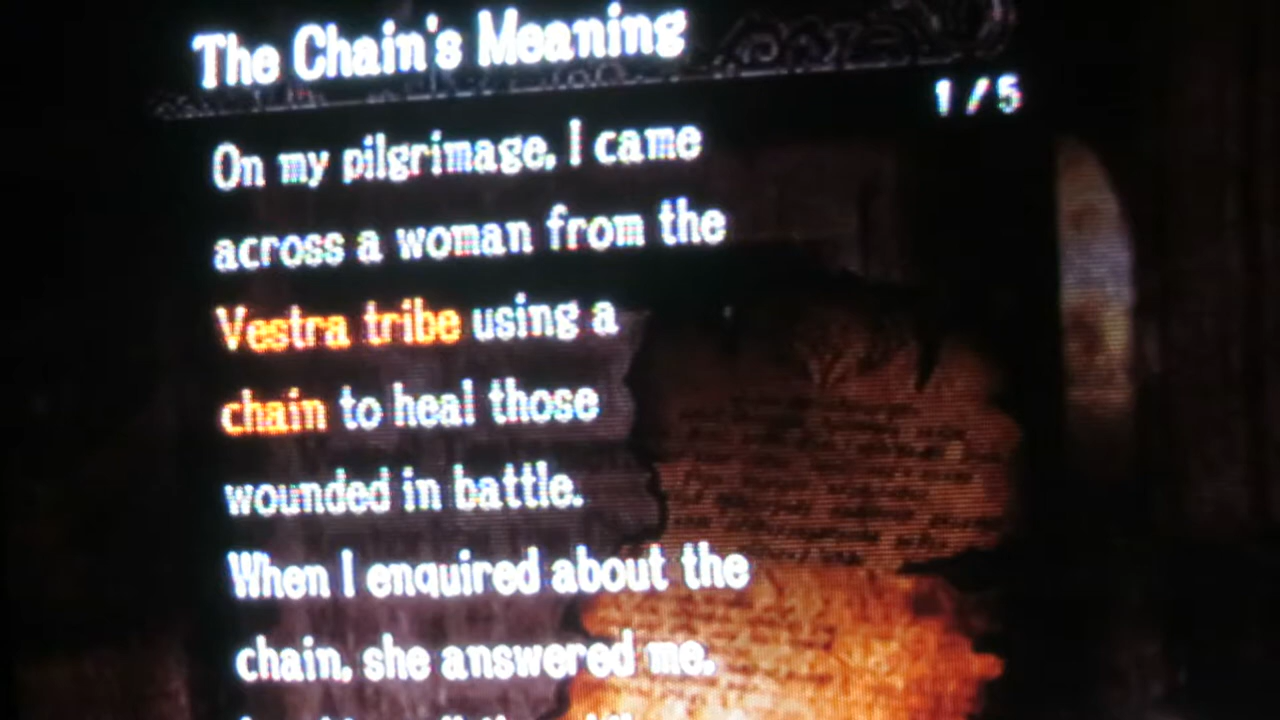 The Chain's Meaning
1 / 5
On my pilgrimage, I came
across a woman from the
Vestra tribe using a
chain to heal those
wounded in battle.
When I enquired about the
chain, she answered me.